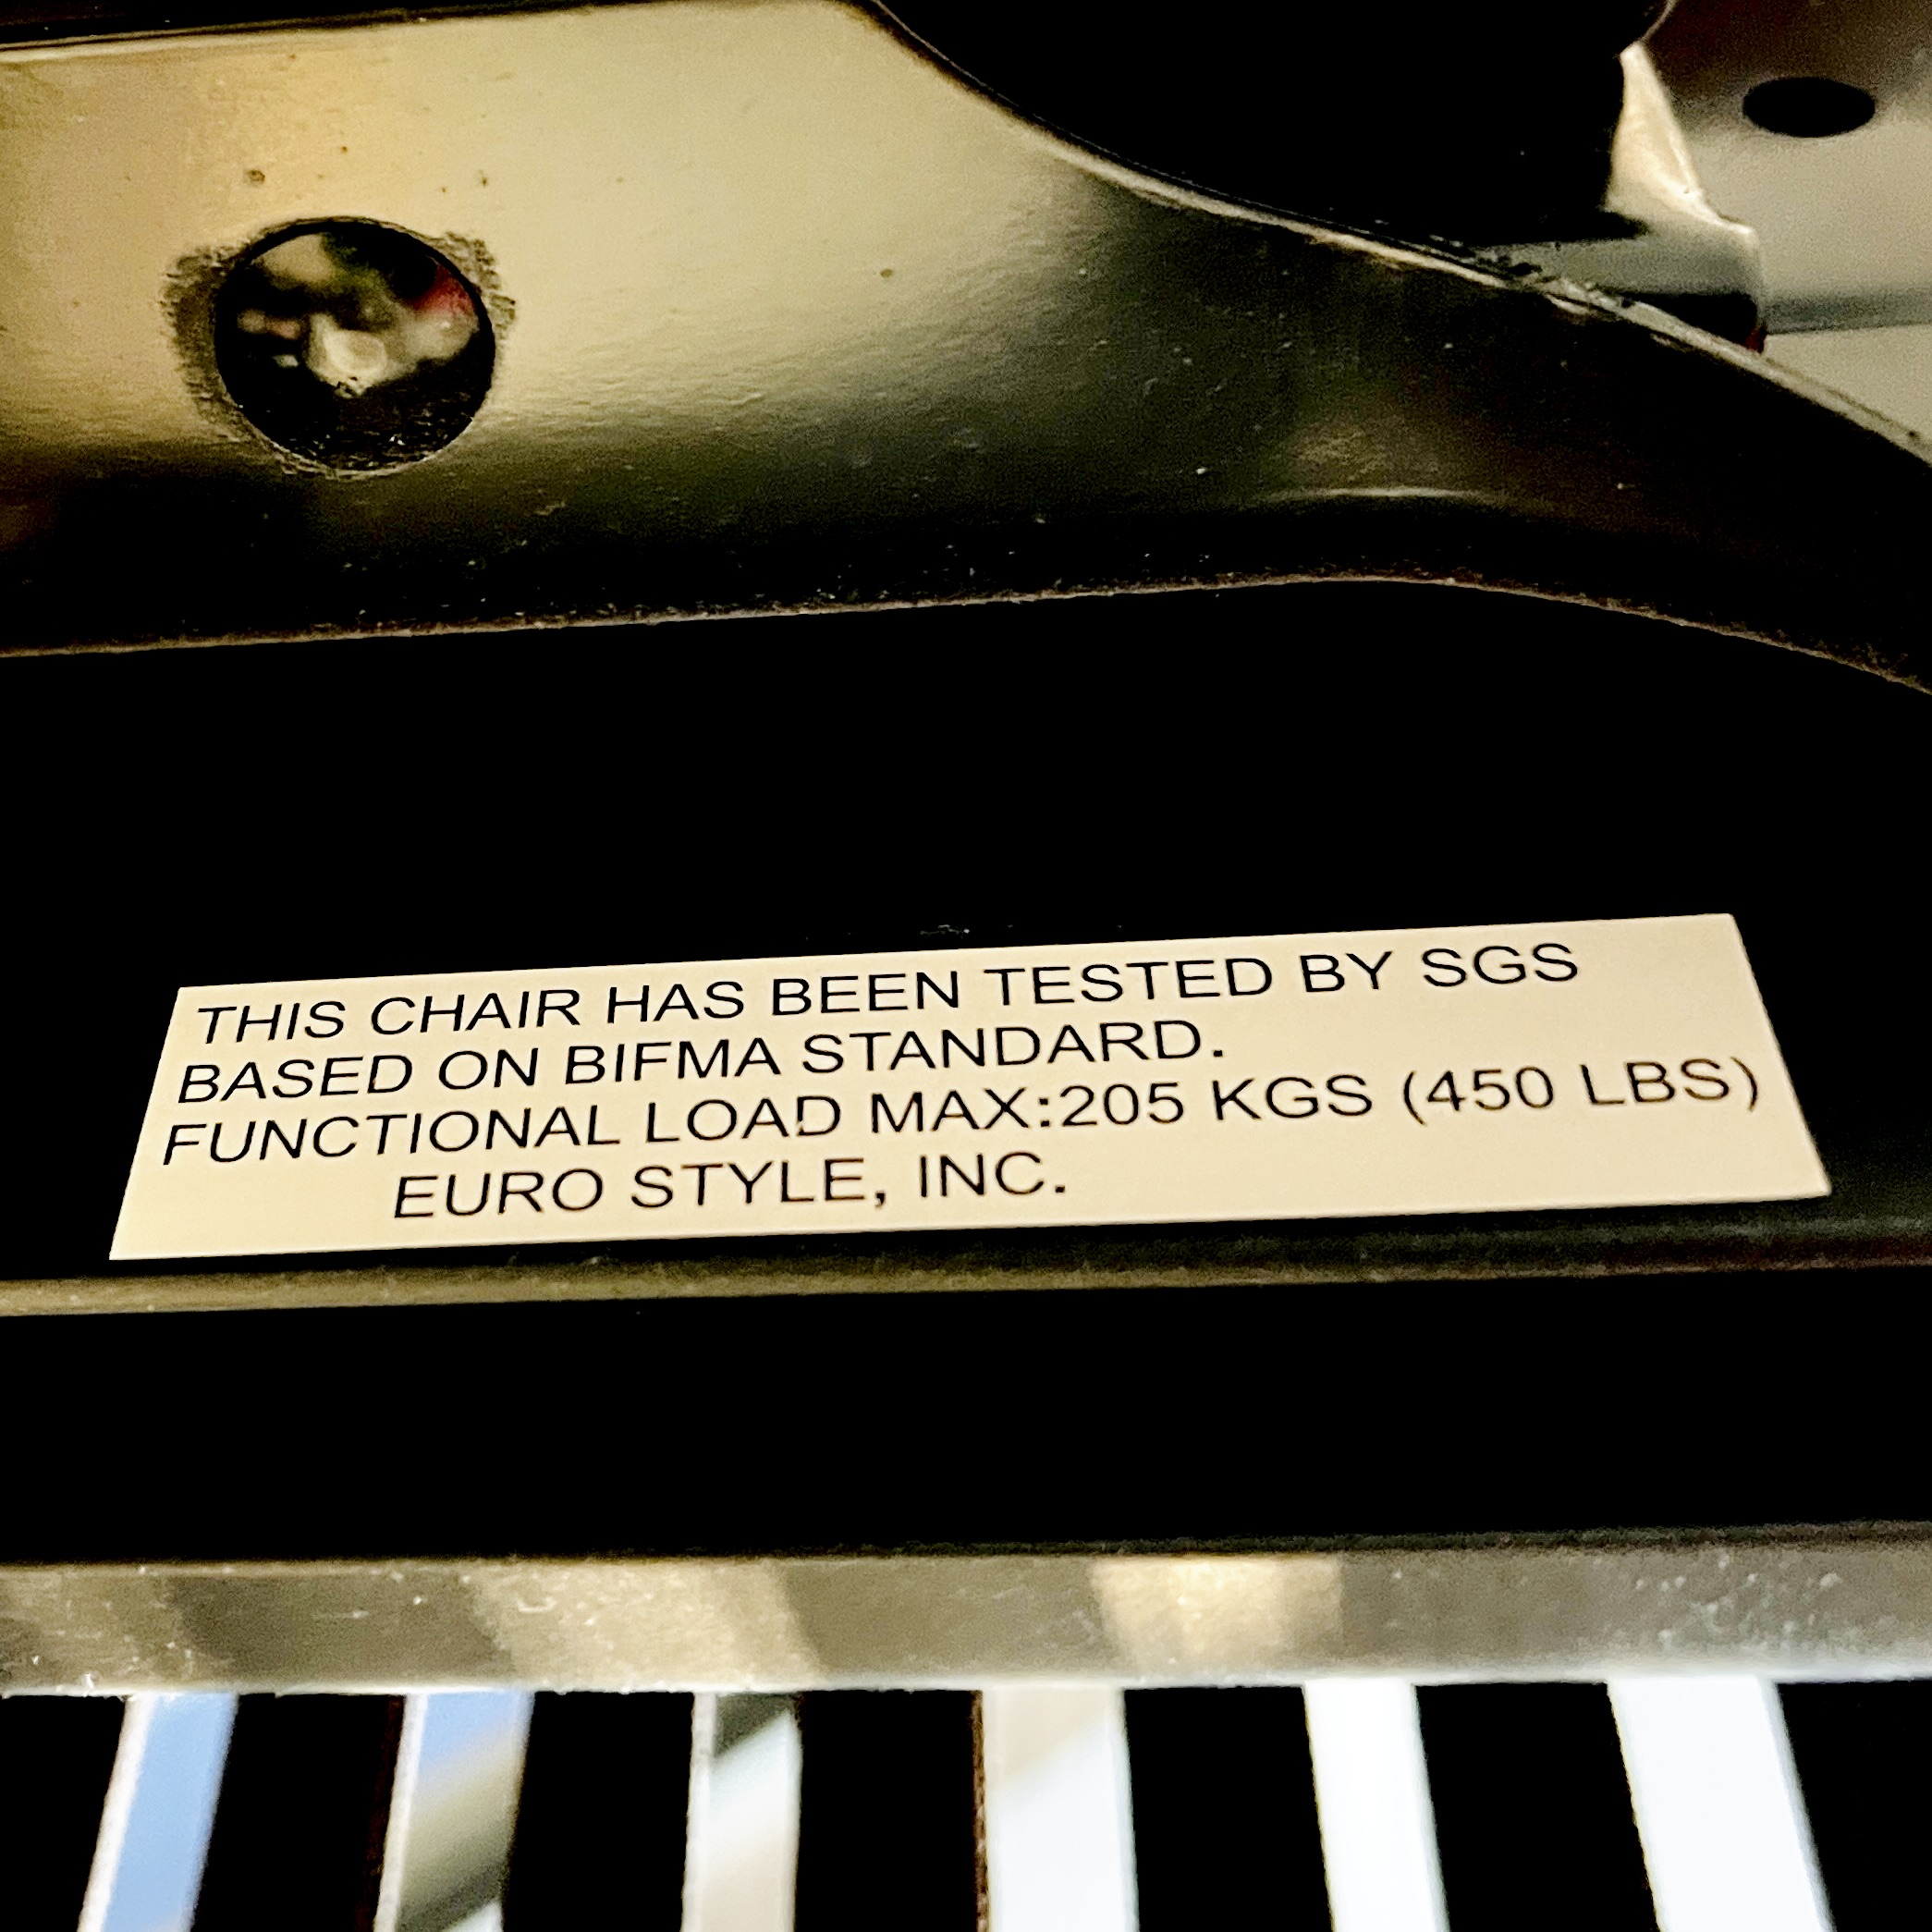 THIS CHAIR HAS BEEN TESTED BY SGS
BASED ON BIFMA STANDARD.
FUNCTIONAL LOAD MAX:205 KGS (450 LBS)
EURO STYLE, INC.